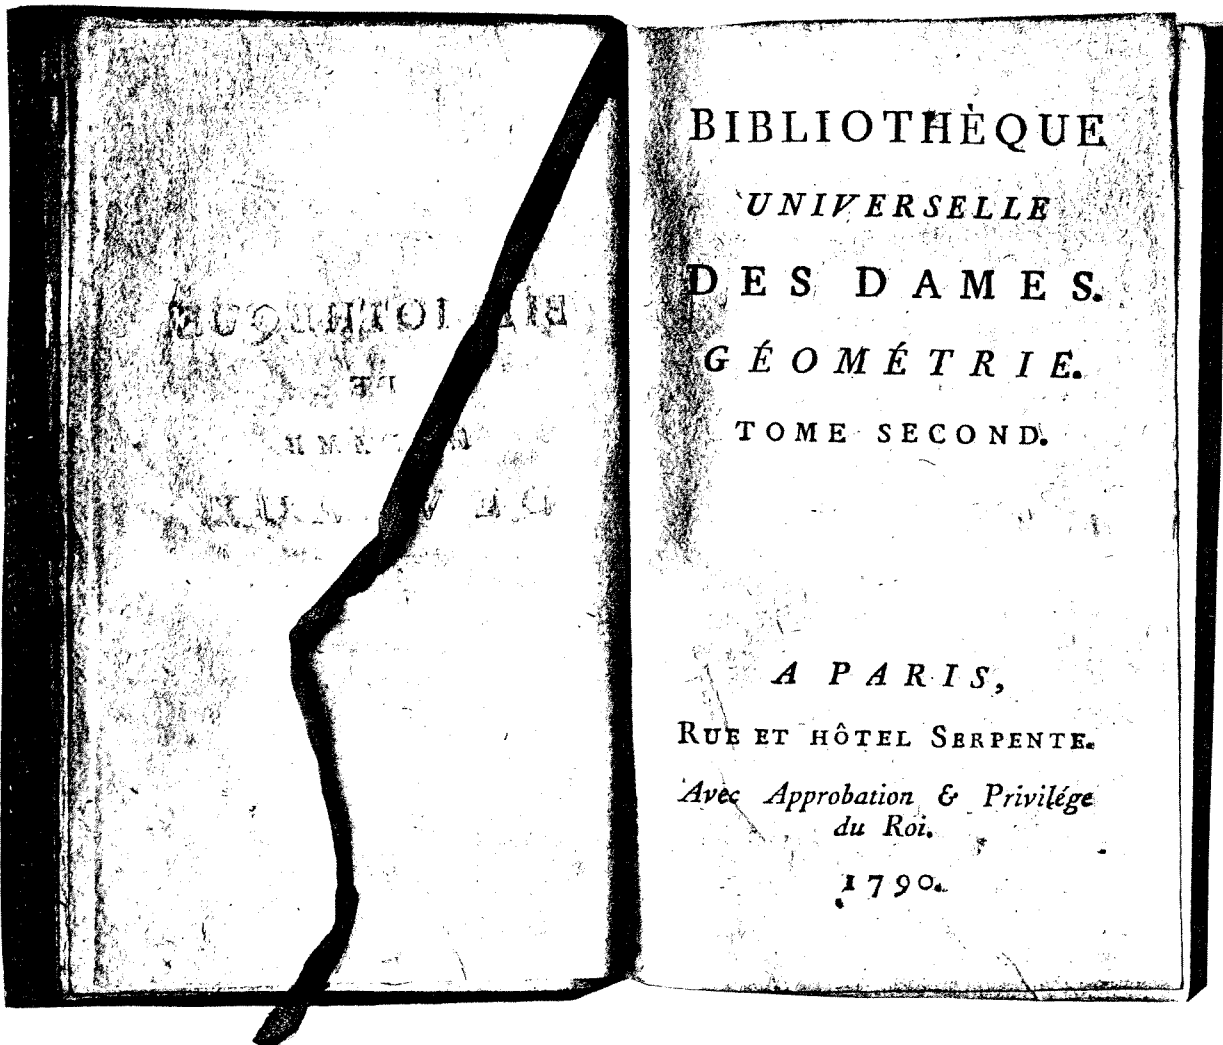 BIBLIOTHÈQUE
UNIVERSELLE
DES DAMES.
GÉOMÉTRIE.
TOME SECOND.
A PARIS,
RUE ET HÔTEL SERPENTE.
Avec Approbation & Privilége
du Roi.
1790.